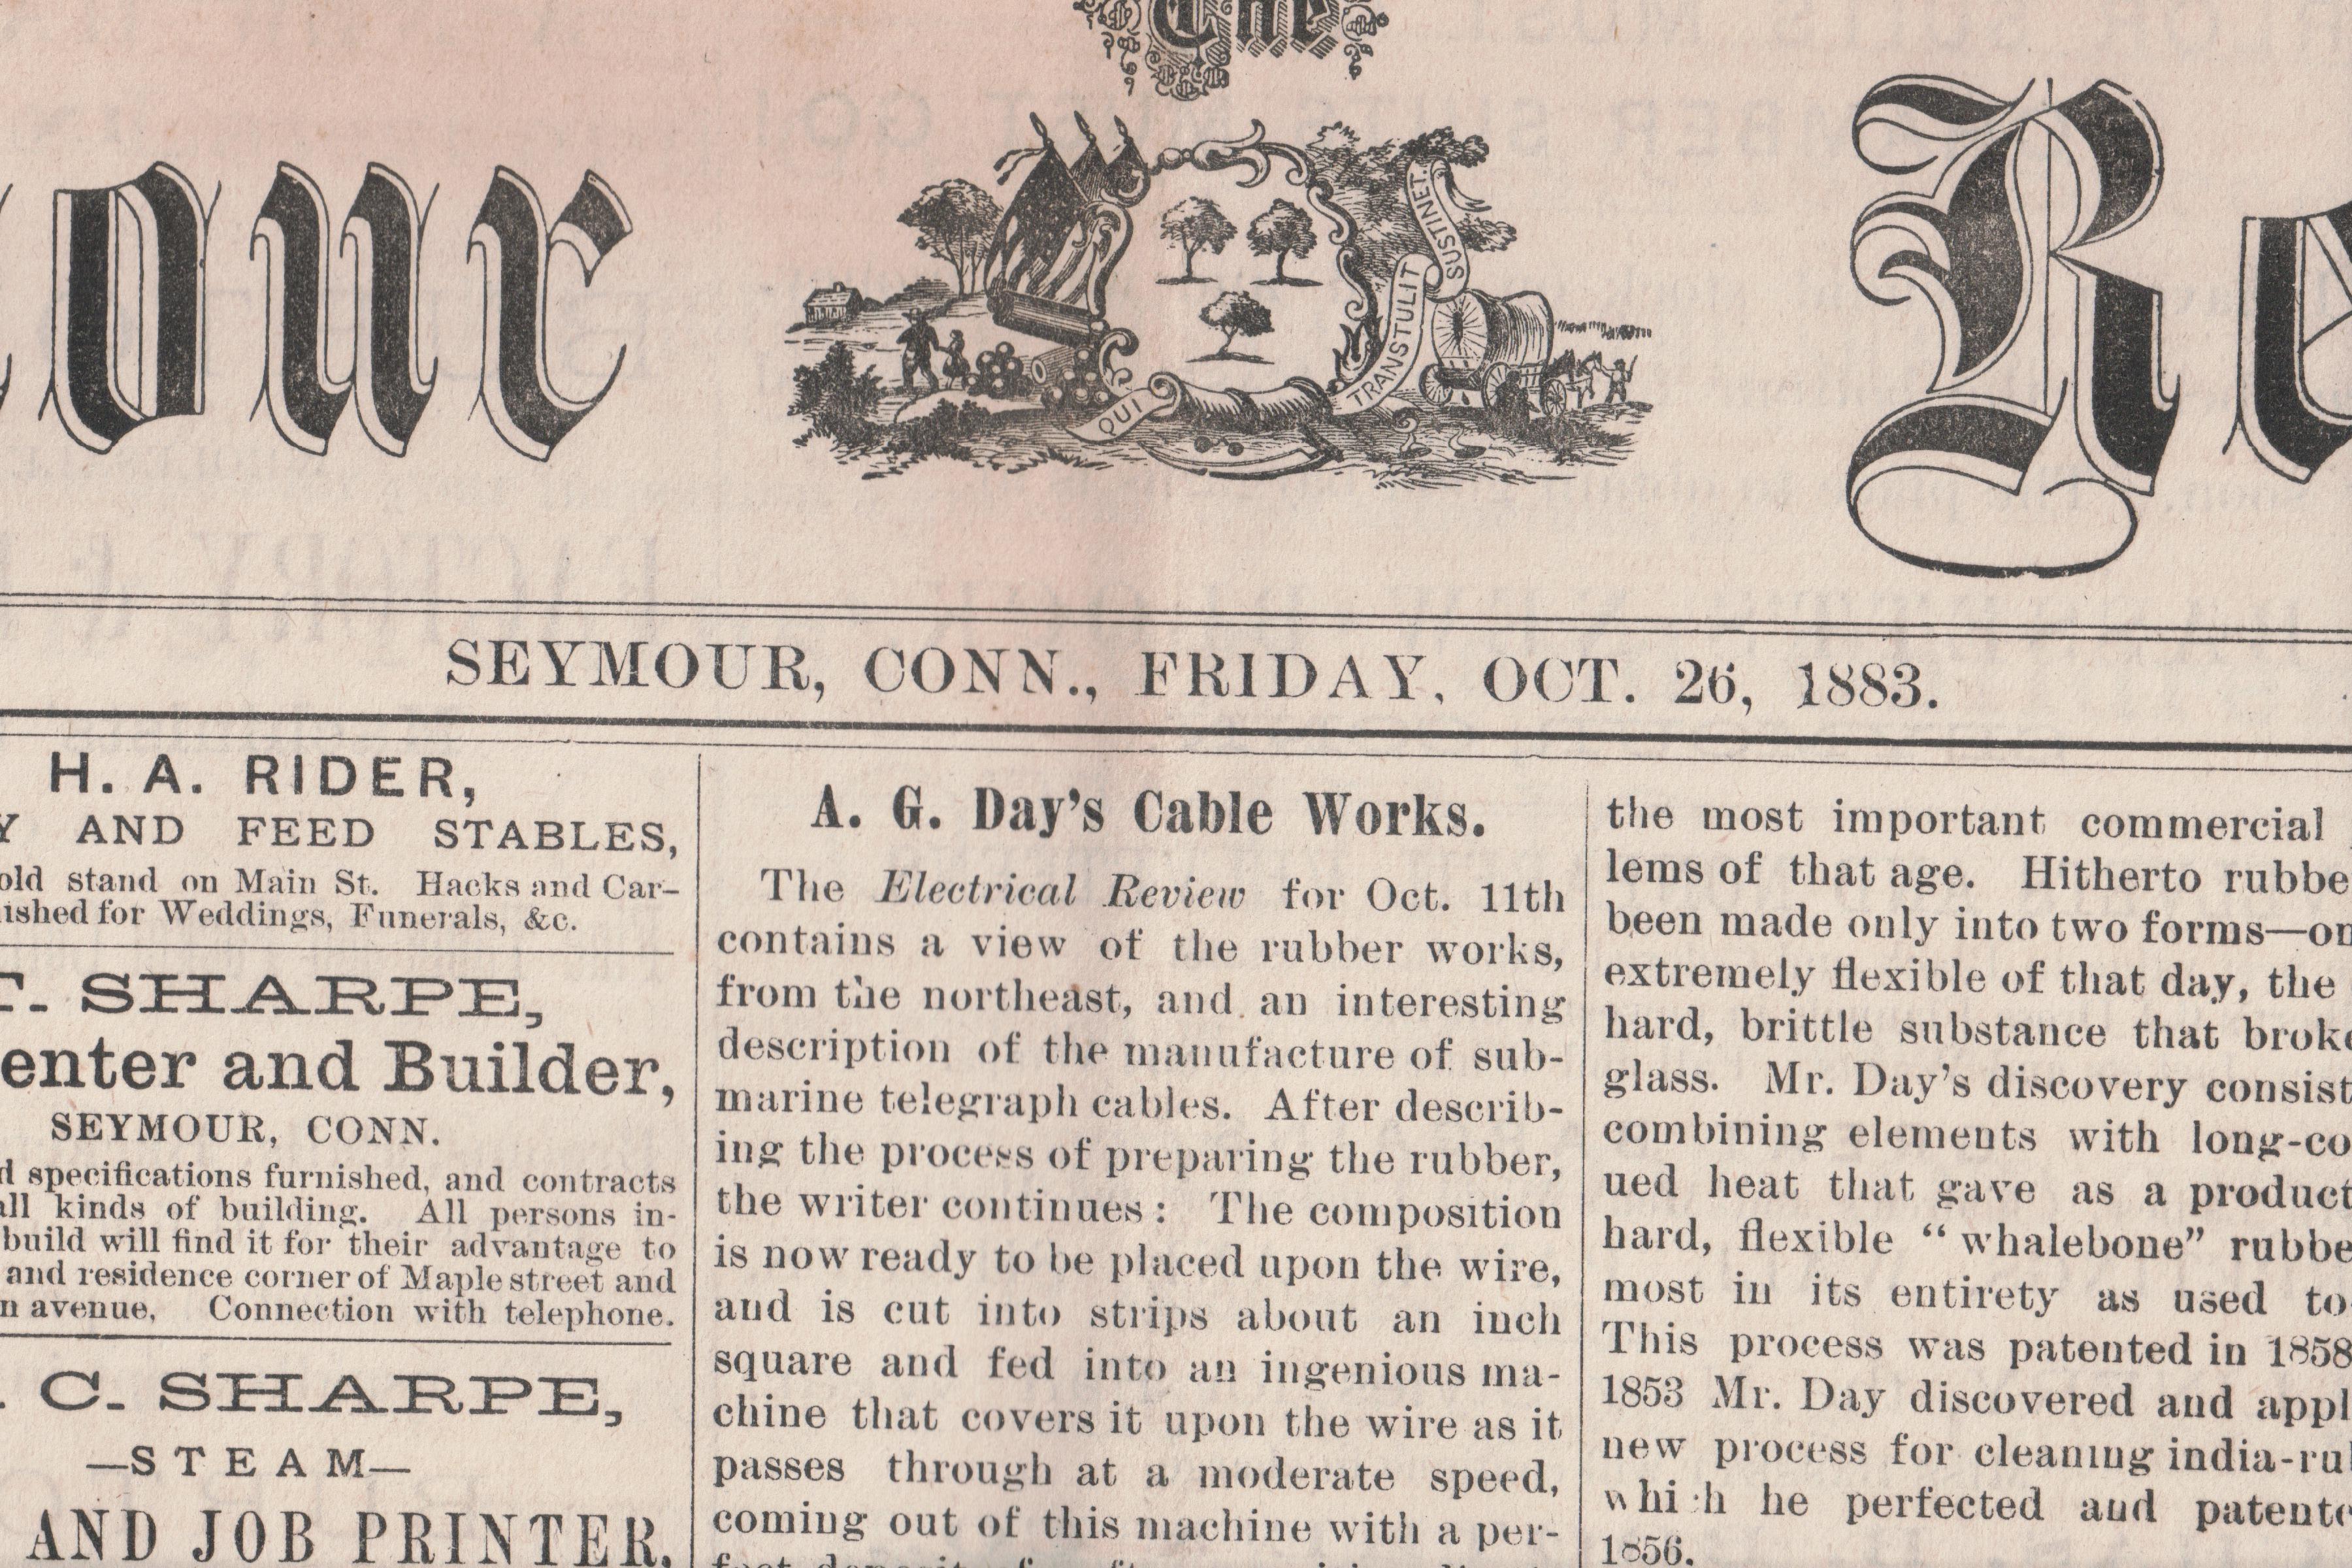 The
our
QUI TRANSTULIT SUSTINET.
SEYMOUR, CONN., FRIDAY, OCT. 26, 1883.
H. A. RIDER,
Y AND FEED STABLES,
old stand on Main St. Hacks and Car-
ished for Weddings, Funerals, &c.
T. SHARPE,
enter and Builder,
SEYMOUR, CONN.
d specifications furnished, and contracts
all kinds of building. All persons in-
build will find it for their advantage to
and residence corner of Maple street and
n avenue, Connection with telephone.
. C. SHARPE,
—STEAM—
AND JOB PRINTER,
A. G. Day's Cable Works.
The Electrical Review for Oct. 11th
contains a view of the rubber works,
from the northeast, and an interesting
description of the manufacture of sub-
marine telegraph cables. After describ-
ing the process of preparing the rubber,
the writer continues: The composition
is now ready to be placed upon the wire,
and is cut into strips about an inch
square and fed into an ingenious ma-
chine that covers it upon the wire as it
passes through at a moderate speed,
coming out of this machine with a per-
the most important commercial
lems of that age. Hitherto rubbe
been made only into two forms—on
extremely flexible of that day, the
hard, brittle substance that broke
glass. Mr. Day's discovery consist
combining elements with long-co
ued heat that gave as a product
hard, flexible "whalebone" rubbe
most in its entirety as used to
This process was patented in 1858
1853 Mr. Day discovered and appl
new process for cleaning india-ru
which he perfected and patente
1856.